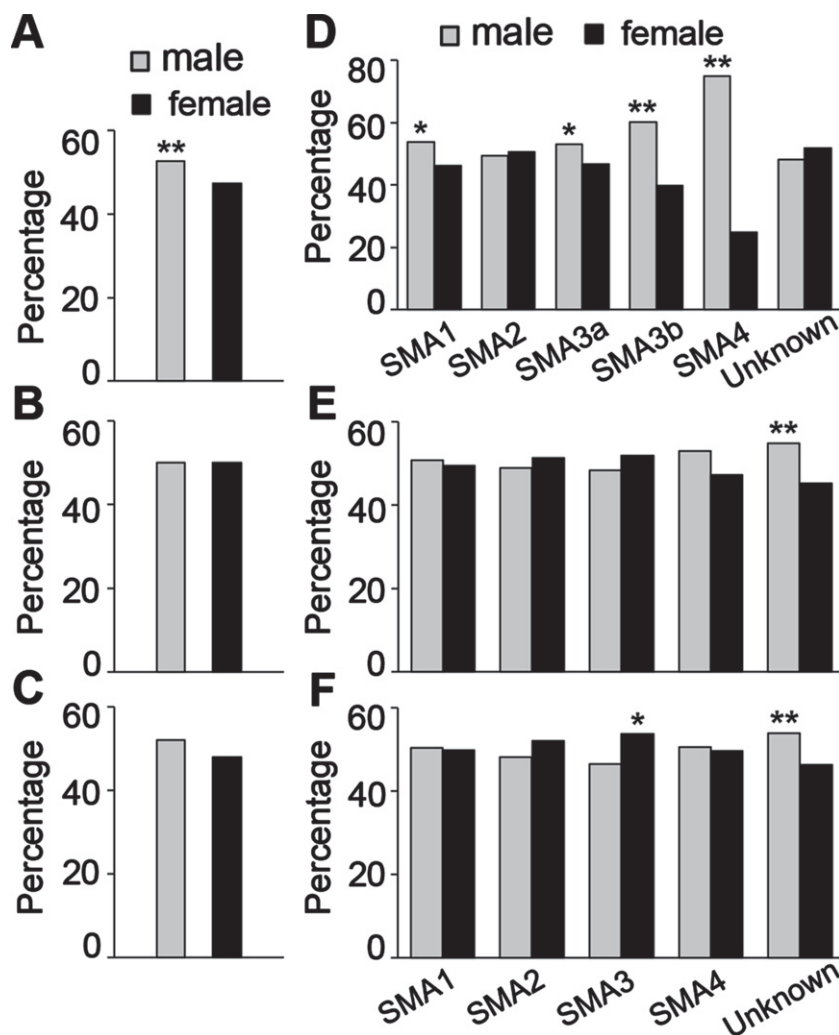 A
male
female
Percentage
60
40
20
0
**
D
male
female
Percentage
80
60
40
20
0
*
*
**
**
SMA1
SMA2
SMA3a
SMA3b
SMA4
Unknown
B
Percentage
60
40
20
0
E
Percentage
60
40
20
0
**
C
Percentage
60
40
20
0
F
Percentage
60
40
20
0
*
**
SMA1
SMA2
SMA3
SMA4
Unknown